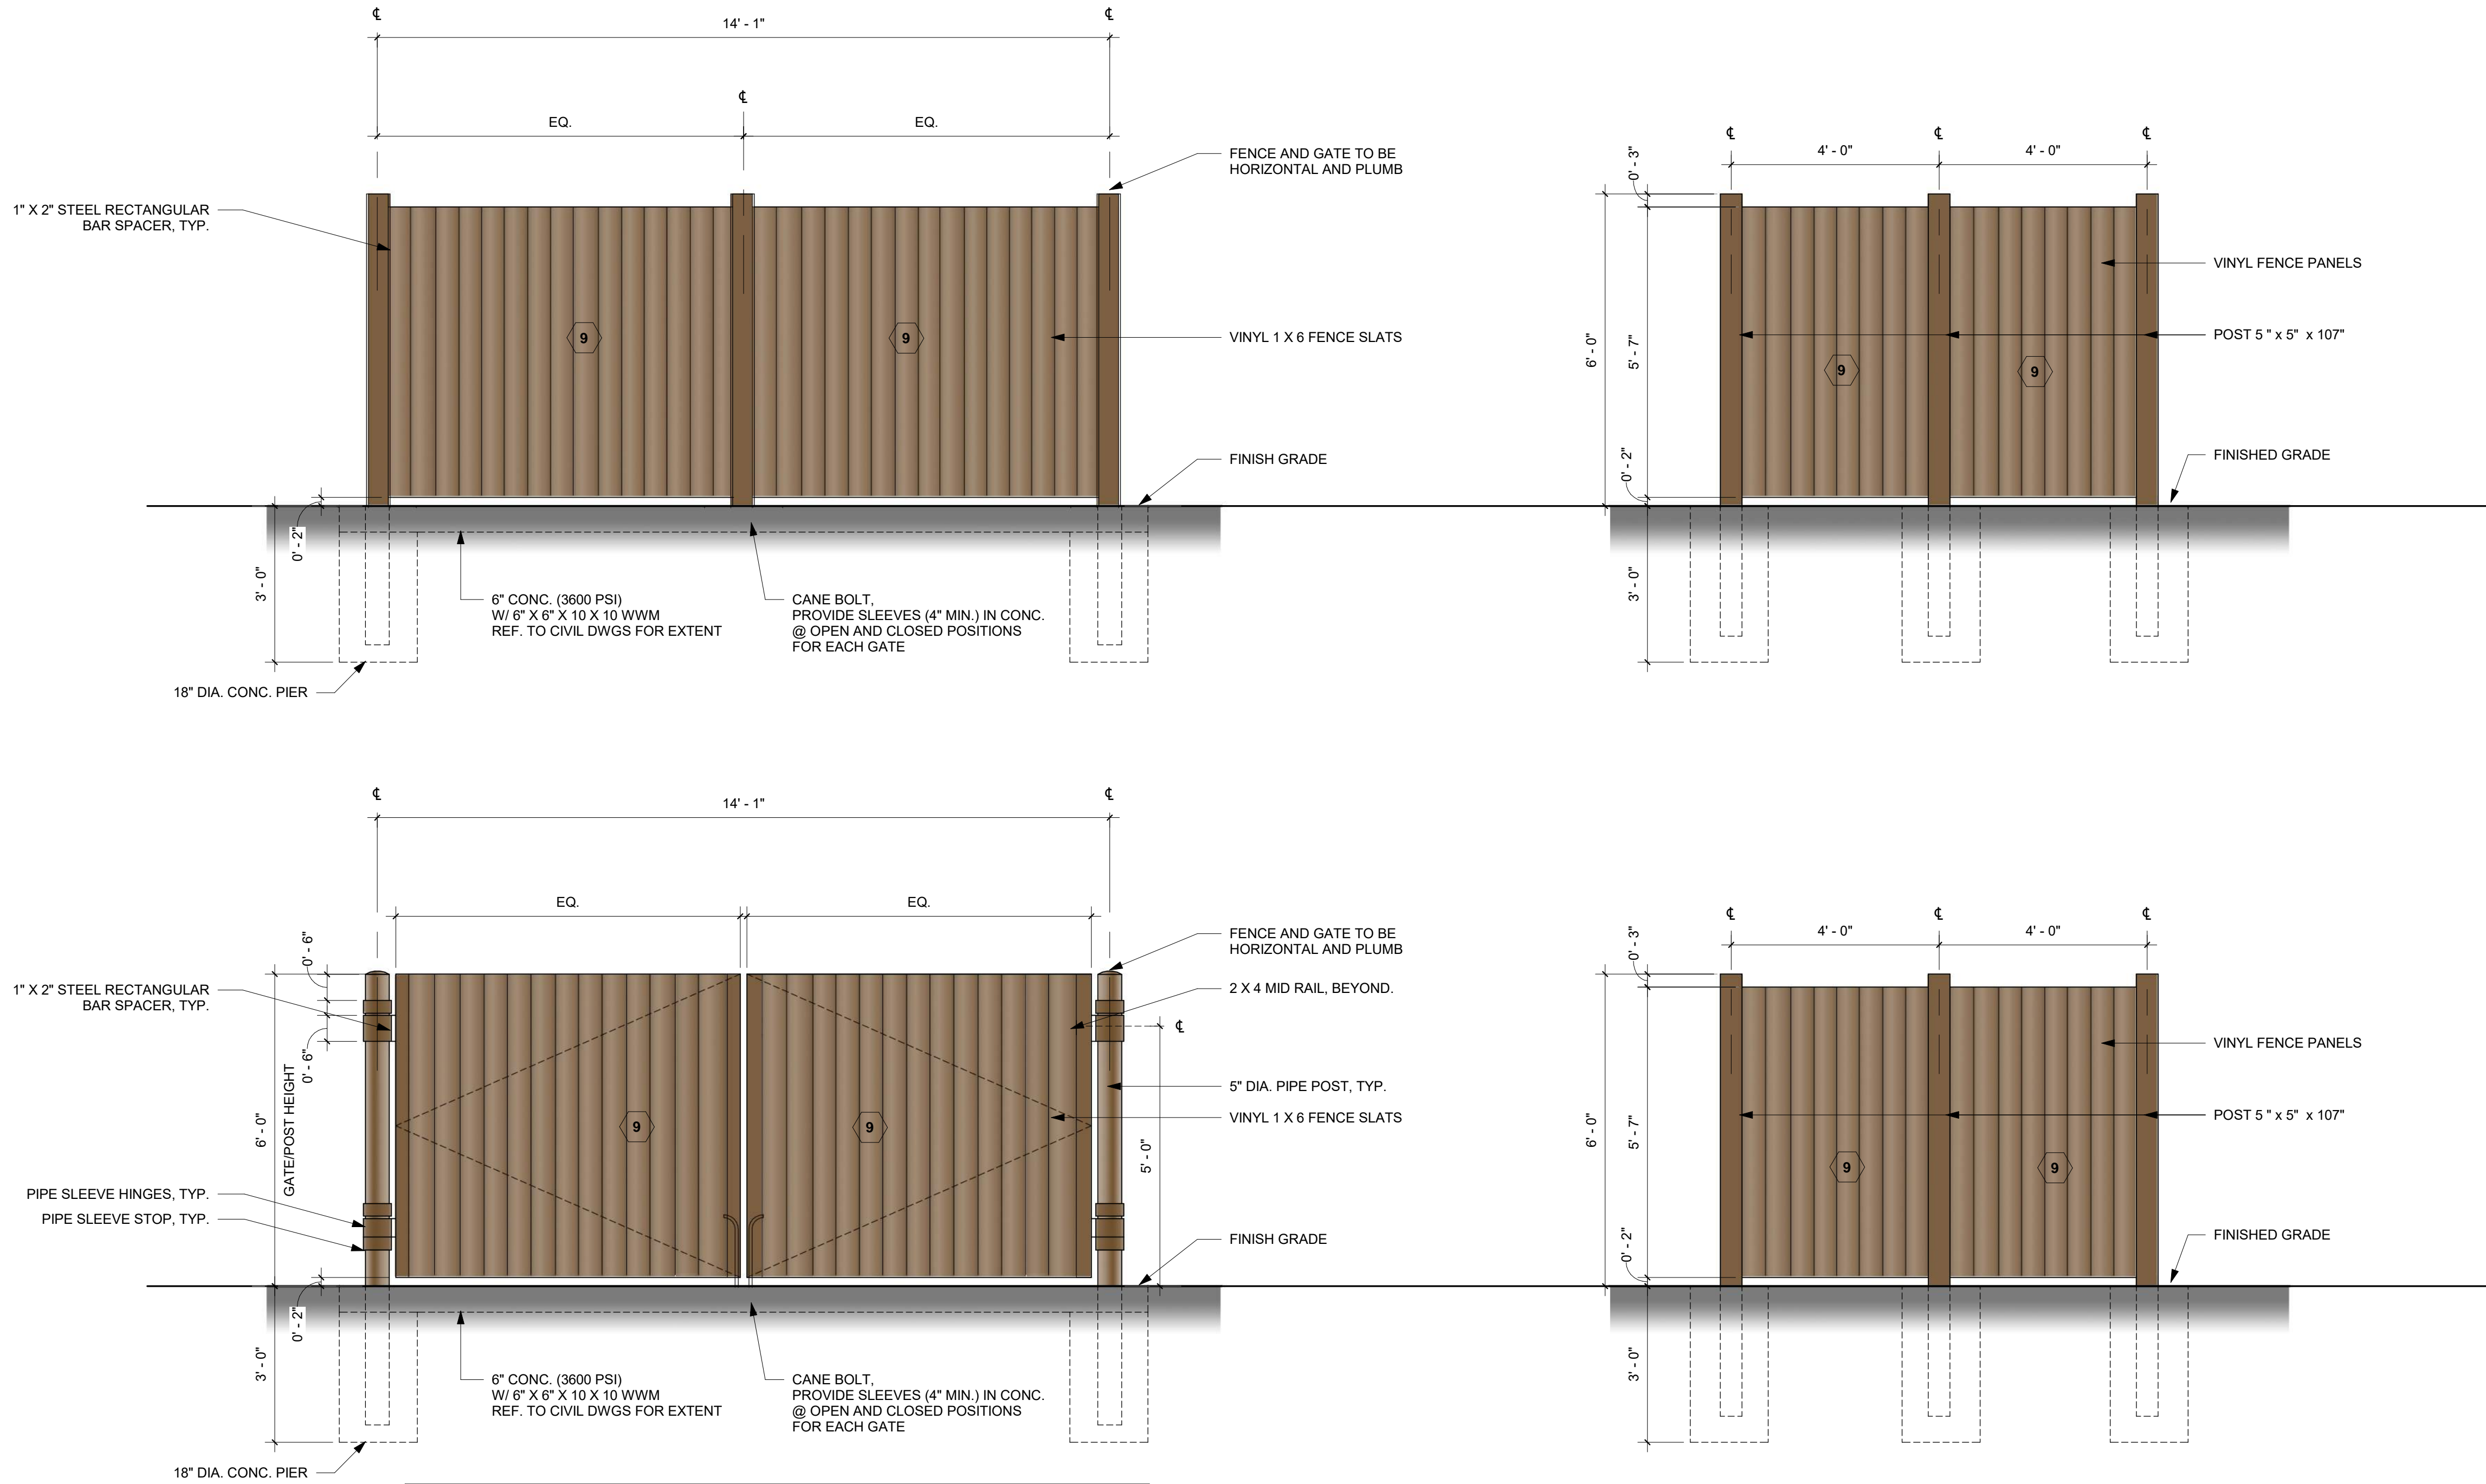 ℄
14' - 1"
℄
℄
EQ.
EQ.
1" X 2" STEEL RECTANGULAR
BAR SPACER, TYP.
FENCE AND GATE TO BE
HORIZONTAL AND PLUMB
9
9
VINYL 1 X 6 FENCE SLATS
FINISH GRADE
0' - 2"
3' - 0"
6" CONC. (3600 PSI)
W/ 6" X 6" X 10 X 10 WWM
REF. TO CIVIL DWGS FOR EXTENT
CANE BOLT,
PROVIDE SLEEVES (4" MIN.) IN CONC.
@ OPEN AND CLOSED POSITIONS
FOR EACH GATE
18" DIA. CONC. PIER
℄
℄
℄
4' - 0"
4' - 0"
0' - 3"
6' - 0"
5' - 7"
0' - 2"
3' - 0"
9
9
VINYL FENCE PANELS
POST 5 " x 5"  x 107"
FINISHED GRADE
℄
14' - 1"
℄
EQ.
EQ.
0' - 6"
0' - 6"
1" X 2" STEEL RECTANGULAR
BAR SPACER, TYP.
6' - 0"
GATE/POST HEIGHT
PIPE SLEEVE HINGES, TYP.
PIPE SLEEVE STOP, TYP.
9
9
FENCE AND GATE TO BE
HORIZONTAL AND PLUMB
2 X 4 MID RAIL, BEYOND.
℄
5" DIA. PIPE POST, TYP.
VINYL 1 X 6 FENCE SLATS
5' - 0"
FINISH GRADE
0' - 2"
3' - 0"
6" CONC. (3600 PSI)
W/ 6" X 6" X 10 X 10 WWM
REF. TO CIVIL DWGS FOR EXTENT
CANE BOLT,
PROVIDE SLEEVES (4" MIN.) IN CONC.
@ OPEN AND CLOSED POSITIONS
FOR EACH GATE
18" DIA. CONC. PIER
℄
℄
℄
4' - 0"
4' - 0"
0' - 3"
6' - 0"
5' - 7"
0' - 2"
3' - 0"
9
9
VINYL FENCE PANELS
POST 5 " x 5"  x 107"
FINISHED GRADE